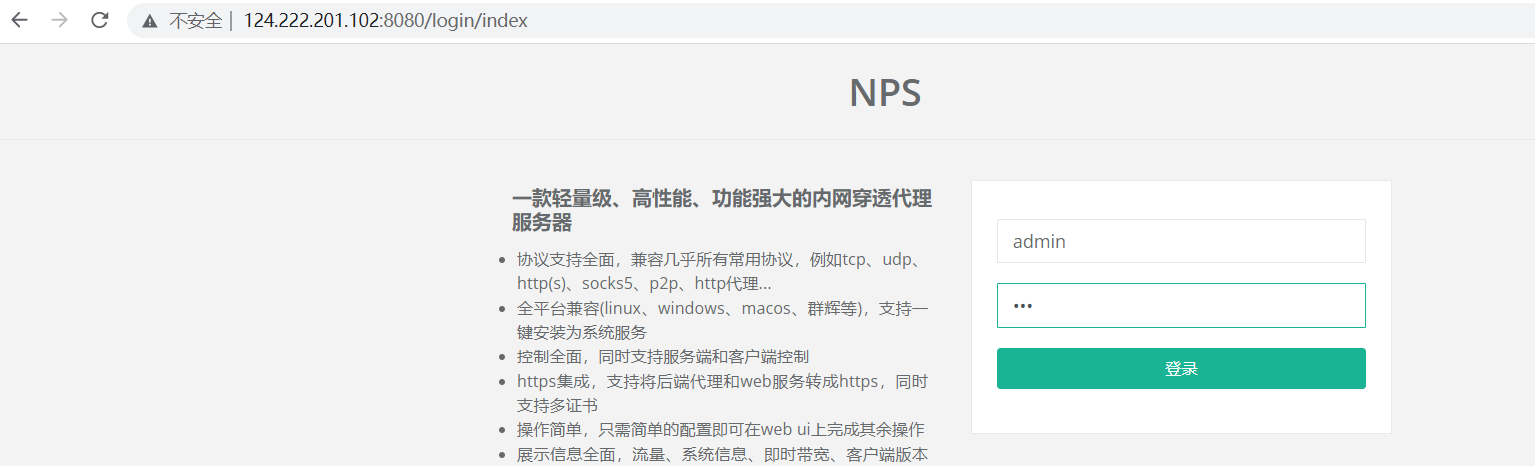 不安全 | 124.222.201.102:8080/login/index
NPS
一款轻量级、高性能、功能强大的内网穿透代理
服务器
协议支持全面，兼容几乎所有常用协议，例如tcp、udp、
http(s)、socks5、p2p、http代理...
全平台兼容(linux、windows、macos、群辉等)，支持一
键安装为系统服务
控制全面，同时支持服务端和客户端控制
https集成，支持将后端代理和web服务转成https，同时
支持多证书
操作简单，只需简单的配置即可在web ui上完成其余操作
展示信息全面，流量、系统信息、即时带宽、客户端版本
admin
•••
登录